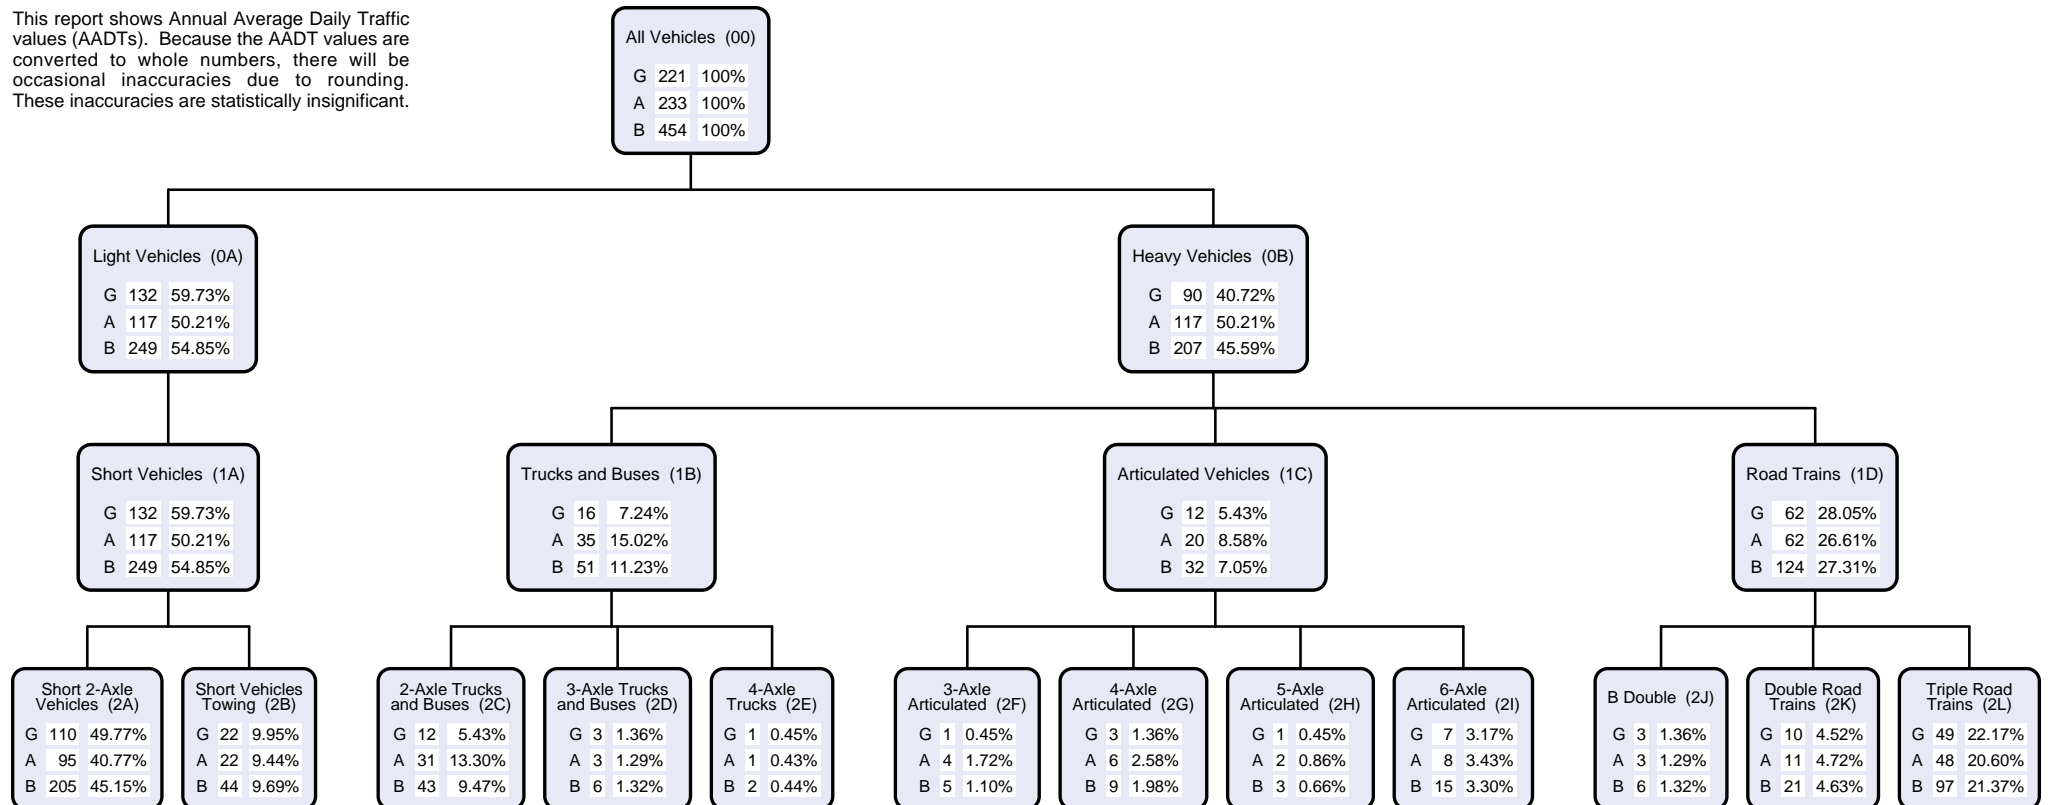 This report shows Annual Average Daily Traffic
values (AADTs). Because the AADT values are
converted to whole numbers, there will be
occasional inaccuracies due to rounding.
These inaccuracies are statistically insignificant.
All Vehicles (00)
G 221 100%
A 233 100%
B 454 100%
Light Vehicles (0A)
G 132 59.73%
A 117 50.21%
B 249 54.85%
Heavy Vehicles (0B)
G 90 40.72%
A 117 50.21%
B 207 45.59%
Short Vehicles (1A)
G 132 59.73%
A 117 50.21%
B 249 54.85%
Trucks and Buses (1B)
G 16 7.24%
A 35 15.02%
B 51 11.23%
Articulated Vehicles (1C)
G 12 5.43%
A 20 8.58%
B 32 7.05%
Road Trains (1D)
G 62 28.05%
A 62 26.61%
B 124 27.31%
Short 2-Axle
Vehicles (2A)
G 110 49.77%
A 95 40.77%
B 205 45.15%
Short Vehicles
Towing (2B)
G 22 9.95%
A 22 9.44%
B 44 9.69%
2-Axle Trucks
and Buses (2C)
G 12 5.43%
A 31 13.30%
B 43 9.47%
3-Axle Trucks
and Buses (2D)
G 3 1.36%
A 3 1.29%
B 6 1.32%
4-Axle
Trucks (2E)
G 1 0.45%
A 1 0.43%
B 2 0.44%
3-Axle
Articulated (2F)
G 1 0.45%
A 4 1.72%
B 5 1.10%
4-Axle
Articulated (2G)
G 3 1.36%
A 6 2.58%
B 9 1.98%
5-Axle
Articulated (2H)
G 1 0.45%
A 2 0.86%
B 3 0.66%
6-Axle
Articulated (2I)
G 7 3.17%
A 8 3.43%
B 15 3.30%
B Double (2J)
G 3 1.36%
A 3 1.29%
B 6 1.32%
Double Road
Trains (2K)
G 10 4.52%
A 11 4.72%
B 21 4.63%
Triple Road
Trains (2L)
G 49 22.17%
A 48 20.60%
B 97 21.37%